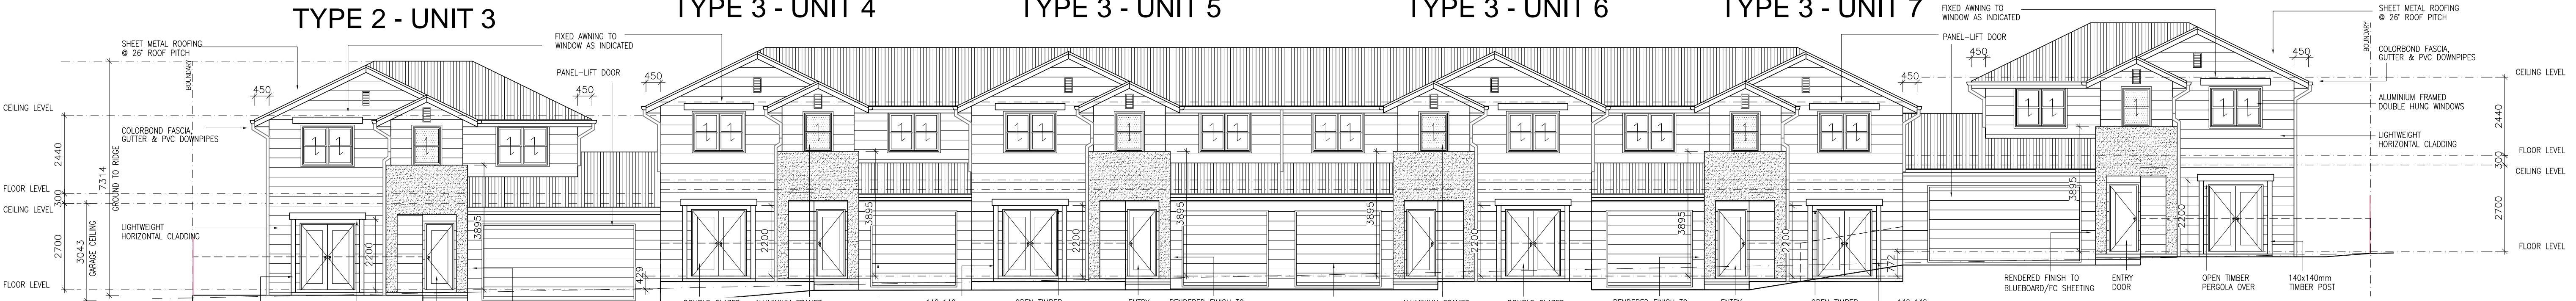 TYPE 2 - UNIT 3
TYPE 3 - UNIT 4
TYPE 3 - UNIT 5
TYPE 3 - UNIT 6
TYPE 3 - UNIT 7
SHEET METAL ROOFING
@ 26° ROOF PITCH
BOUNDARY
FIXED AWNING TO
WINDOW AS INDICATED
PANEL-LIFT DOOR
450
450
450
CEILING LEVEL
COLORBOND FASCIA,
GUTTER & PVC DOWNPIPES
2440
7314
GROUND TO RIDGE
FLOOR LEVEL
300
CEILING LEVEL
LIGHTWEIGHT
HORIZONTAL CLADDING
2700
3043
GARAGE CEILING
FLOOR LEVEL
2200
3895
429
2200
3895
2200
3895
3895
2200
3895
2200
FIXED AWNING TO
WINDOW AS INDICATED
PANEL-LIFT DOOR
450
450
450
SHEET METAL ROOFING
@ 26° ROOF PITCH
BOUNDARY
COLORBOND FASCIA,
GUTTER & PVC DOWNPIPES
CEILING LEVEL
ALUMINIUM FRAMED
DOUBLE HUNG WINDOWS
2440
LIGHTWEIGHT
HORIZONTAL CLADDING
FLOOR LEVEL
300
CEILING LEVEL
3895
2200
2700
FLOOR LEVEL
RENDERED FINISH TO
BLUEBOARD/FC SHEETING
ENTRY
DOOR
OPEN TIMBER
PERGOLA OVER
140x140mm
TIMBER POST